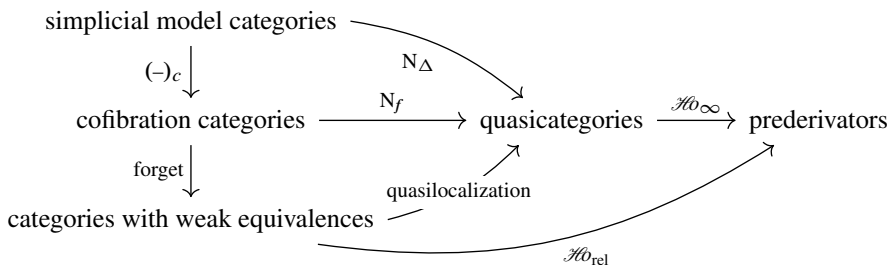 simplicial model categories
(–)_c N_Δ
cofibration categories N_f quasicategories ℋo_∞ prederivators
forget
quasilocalization
categories with weak equivalences
ℋo_rel